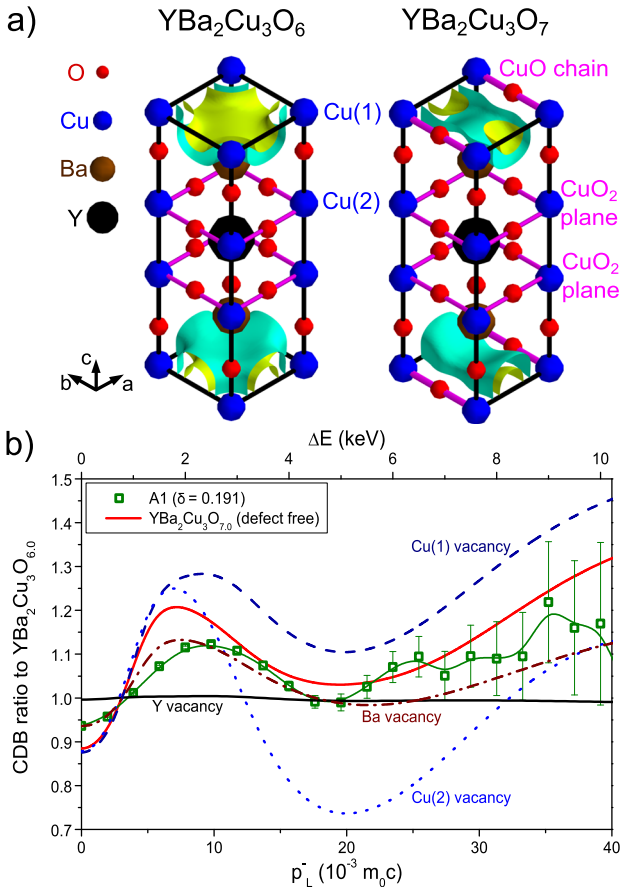 a)
YBa₂Cu₃O₆
YBa₂Cu₃O₇
O
Cu
Ba
Y
Cu(1)
Cu(2)
CuO chain
CuO₂
plane
CuO₂
plane
c
b
a
b)
ΔE (keV)
0 2 4 6 8 10
A1 (δ = 0.191)
YBa₂Cu₃O₇.₀ (defect free)
CDB ratio to YBa₂Cu₃O₆.₀
1.5
1.4
1.3
1.2
1.1
1.0
0.9
0.8
0.7
Cu(1) vacancy
Y vacancy
Ba vacancy
Cu(2) vacancy
0 10 20 30 40
p⁻L (10⁻³ m₀c)